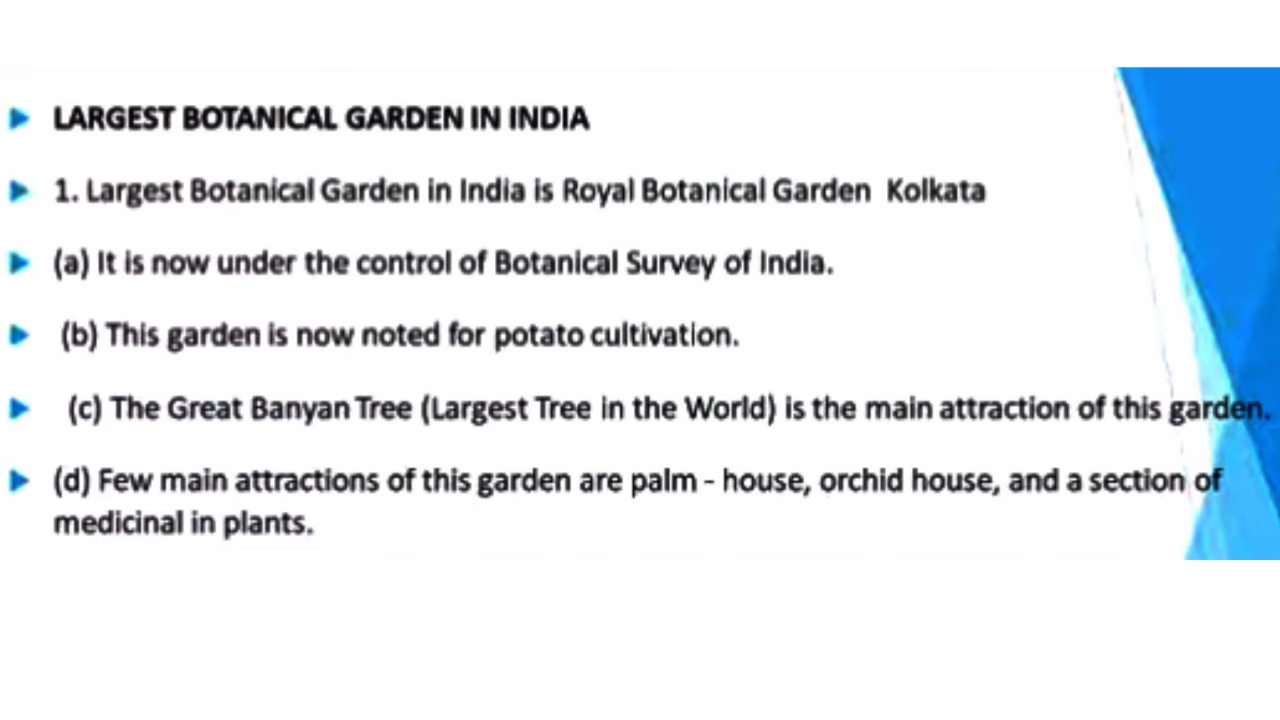 LARGEST BOTANICAL GARDEN IN INDIA
1. Largest Botanical Garden in India is Royal Botanical Garden Kolkata
(a) It is now under the control of Botanical Survey of India.
(b) This garden is now noted for potato cultivation.
(c) The Great Banyan Tree (Largest Tree in the World) is the main attraction of this garden.
(d) Few main attractions of this garden are palm - house, orchid house, and a section of
medicinal in plants.